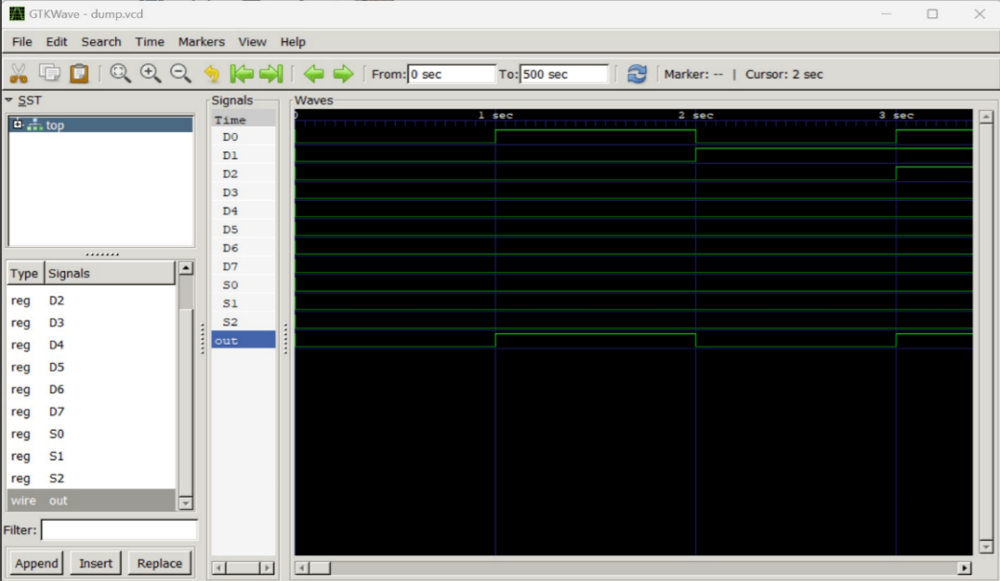 GTKWave - dump.vcd
File Edit Search Time Markers View Help
From: 0 sec To: 500 sec Marker: -- | Cursor: 2 sec
SST
top
Type Signals
reg D2
reg D3
reg D4
reg D5
reg D6
reg D7
reg S0
reg S1
reg S2
wire out
Filter:
Append Insert Replace
Signals
Time
D0
D1
D2
D3
D4
D5
D6
D7
S0
S1
S2
out
Waves
0 1 sec 2 sec 3 sec